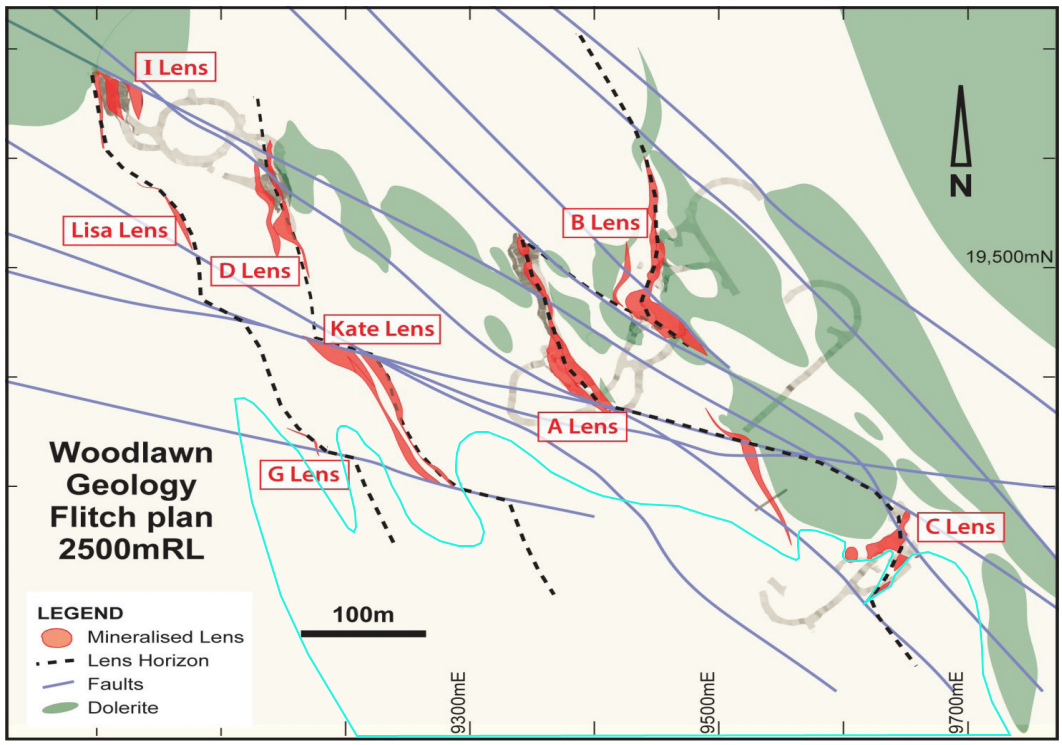 I Lens
N
B Lens
Lisa Lens
19,500mN
D Lens
Kate Lens
A Lens
Woodlawn
Geology
Flitch plan
2500mRL
G Lens
C Lens
LEGEND
Mineralised Lens
Lens Horizon
Faults
Dolerite
100m
9300mE
9500mE
9700mE